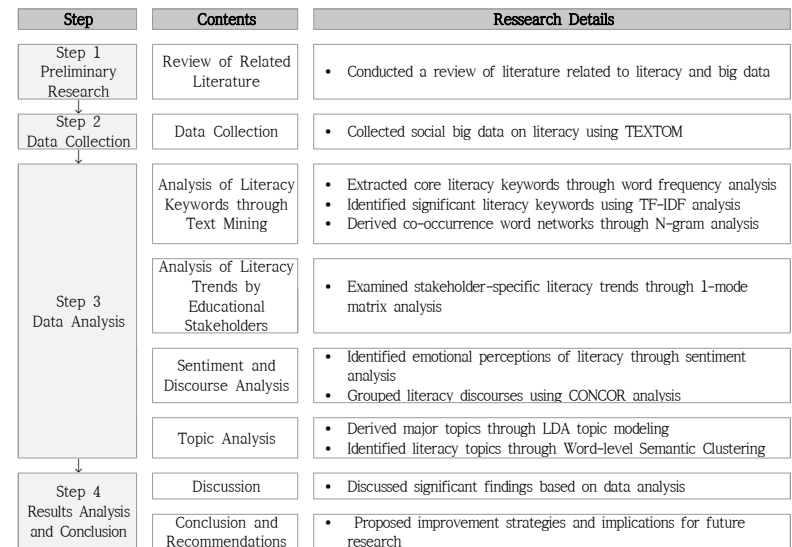 Step Contents Ressearch Details
Step 1
Preliminary
Research
Review of Related
Literature
• Conducted a review of literature related to literacy and big data
↓
Step 2
Data Collection
Data Collection
• Collected social big data on literacy using TEXTOM
↓
Step 3
Data Analysis
Analysis of Literacy
Keywords through
Text Mining
• Extracted core literacy keywords through word frequency analysis
• Identified significant literacy keywords using TF-IDF analysis
• Derived co-occurrence word networks through N-gram analysis
Analysis of Literacy
Trends by
Educational
Stakeholders
• Examined stakeholder-specific literacy trends through 1-mode
matrix analysis
Sentiment and
Discourse Analysis
• Identified emotional perceptions of literacy through sentiment
analysis
• Grouped literacy discourses using CONCOR analysis
Topic Analysis
• Derived major topics through LDA topic modeling
• Identified literacy topics through Word-level Semantic Clustering
↓
Step 4
Results Analysis
and Conclusion
Discussion
• Discussed significant findings based on data analysis
Conclusion and
Recommendations
• Proposed improvement strategies and implications for future
research